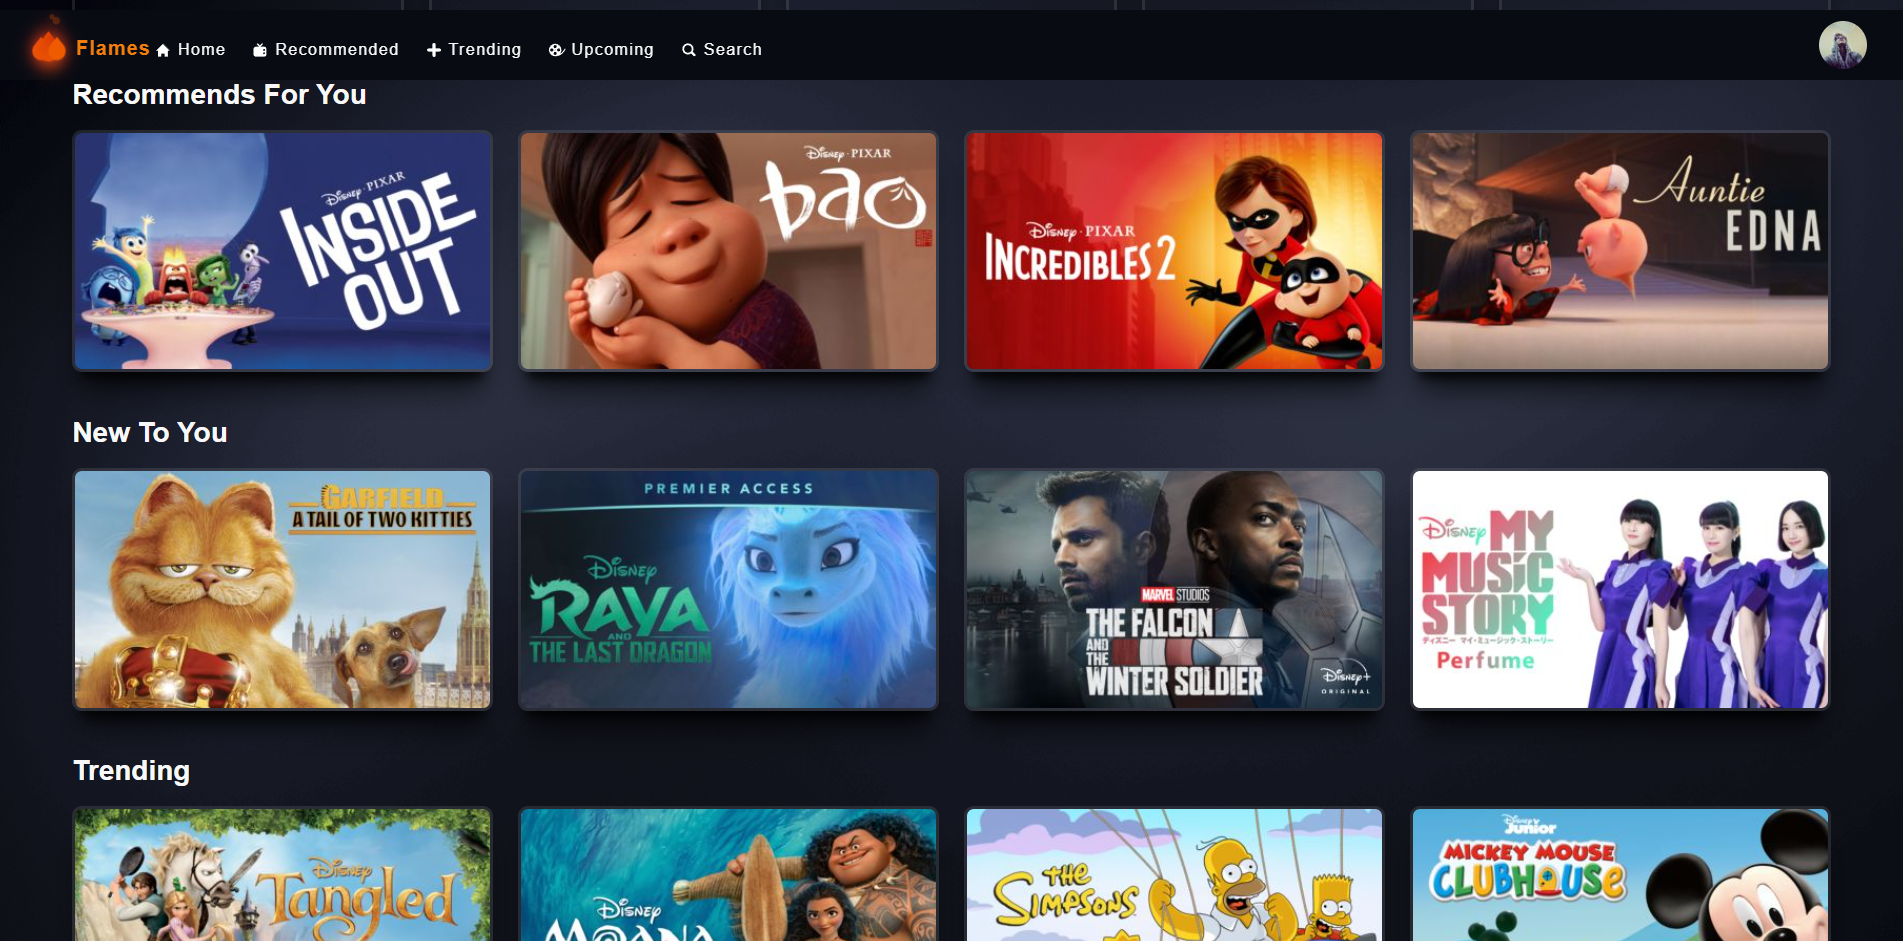 Flames
Home
Recommended
Trending
Upcoming
Search
Recommends For You
Disney · PIXAR
INSIDE
OUT
Disney · PIXAR
bao
Disney · PIXAR
INCREDIBLES 2
Auntie
EDNA
New To You
GARFIELD
A TAIL OF TWO KITTIES
PREMIER ACCESS
Disney
RAYA
AND
THE LAST DRAGON
MARVEL STUDIOS
THE FALCON
AND
THE
WINTER SOLDIER
Disney+
ORIGINAL
Disney MY
MUSIC
STORY
ディズニー マイ・ミュージック・ストーリー
Perfume
Trending
Disney
Tangled
Disney
MOANA
THE
SIMPSONS
Disney
Junior
MICKEY MOUSE
CLUBHOUSE